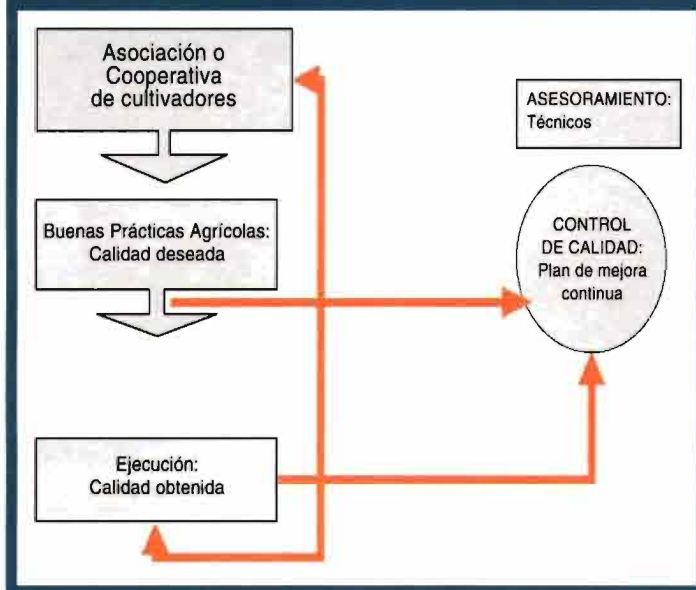 Asociación o
Cooperativa
de cultivadores
ASESORAMIENTO:
Técnicos
Buenas Prácticas Agrícolas:
Calidad deseada
CONTROL
DE CALIDAD:
Plan de mejora
continua
Ejecución:
Calidad obtenida